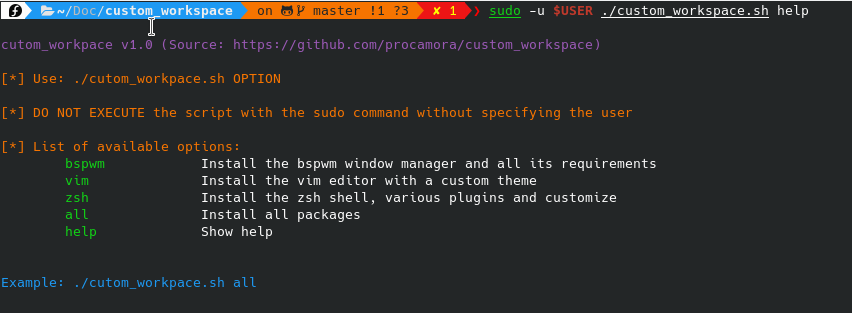 ~/Doc/custom_workspace on master !1 ?3 ✘ 1 sudo -u $USER ./custom_workspace.sh help
cutom_workpace v1.0 (Source: https://github.com/procamora/custom_workspace)
[*] Use: ./cutom_workpace.sh OPTION
[*] DO NOT EXECUTE the script with the sudo command without specifying the user
[*] List of available options:
bspwm Install the bspwm window manager and all its requirements
vim Install the vim editor with a custom theme
zsh Install the zsh shell, various plugins and customize
all Install all packages
help Show help
Example: ./cutom_workpace.sh all